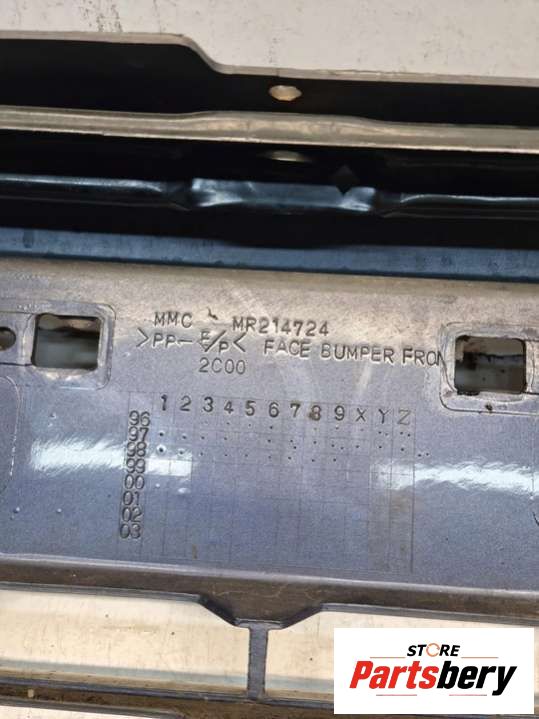 MMC MR214724
>PP-E/P< FACE BUMPER FRON
2C00
1 2 3 4 5 6 7 8 9 X Y Z
96
97
98
99
00
01
02
03
STORE
Partsbery